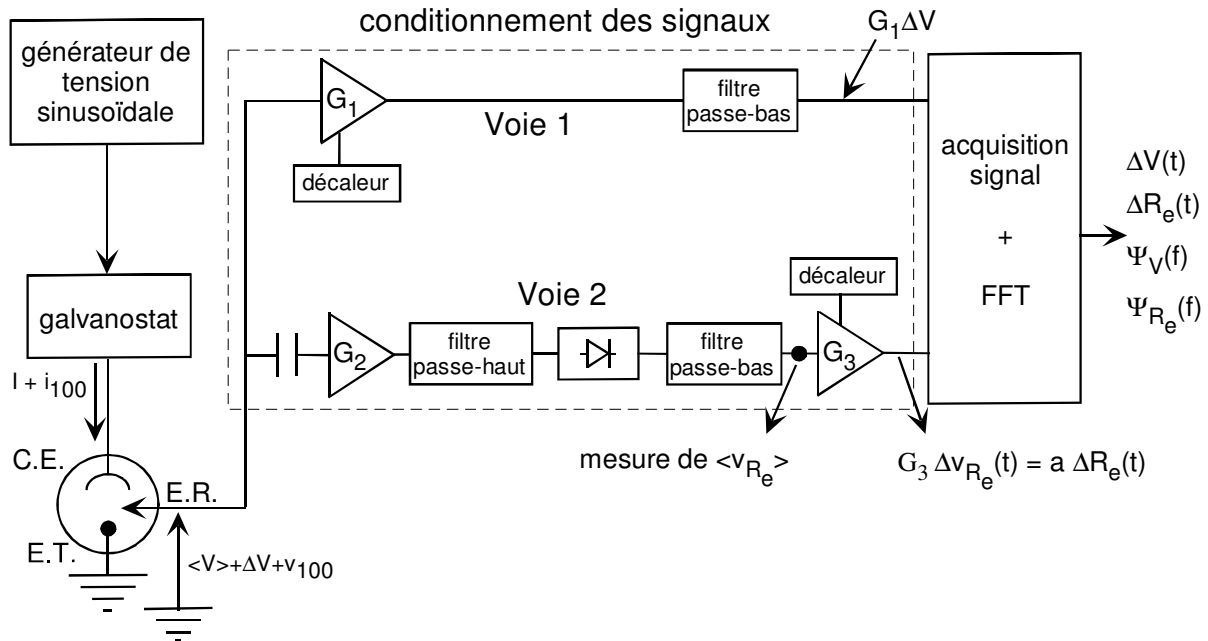 conditionnement des signaux
générateur de
tension
sinusoïdale
galvanostat
I + i100
C.E.
E.R.
E.T.
<V>+ΔV+v100
G1
décaleur
Voie 1
filtre
passe-bas
G1ΔV
G2
filtre
passe-haut
Voie 2
filtre
passe-bas
décaleur
G3
mesure de <vRe>
G3 ΔvRe(t) = a ΔRe(t)
acquisition
signal
+
FFT
ΔV(t)
ΔRe(t)
ΨV(f)
ΨRe(f)